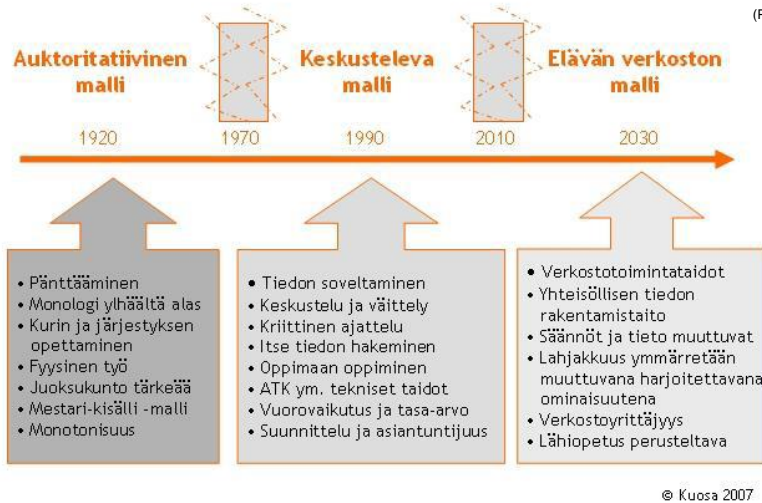 (P
Auktoritatiivinen
malli
Keskusteleva
malli
Elävän verkoston
malli
1920
1970
1990
2010
2030
• Pänttääminen
• Monologi ylhäältä alas
• Kurin ja järjestyksen
opettaminen
• Fyysinen työ
• Juoksukunto tärkeää
• Mestari-kisälli -malli
• Monotonisuus
• Tiedon soveltaminen
• Keskustelu ja väittely
• Kriittinen ajattelu
• Itse tiedon hakeminen
• Oppimaan oppiminen
• ATK ym. tekniset taidot
• Vuorovaikutus ja tasa-arvo
• Suunnittelu ja asiantuntijuus
• Verkostotoimintataidot
• Yhteisöllisen tiedon
rakentamistaito
• Säännöt ja tieto muuttuvat
• Lahjakkuus ymmärretään
muuttuvana harjoitettavana
ominaisuutena
• Verkostoyrittäjyys
• Lähiopetus perusteltava
© Kuosa 2007